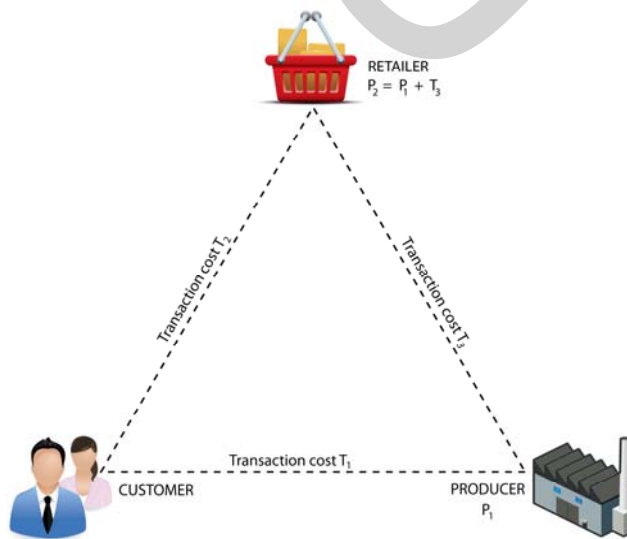 RETAILER
P₂ = P₁ + T₃
Transaction cost T₂
Transaction cost T₃
Transaction cost T₁
CUSTOMER
PRODUCER
P₁